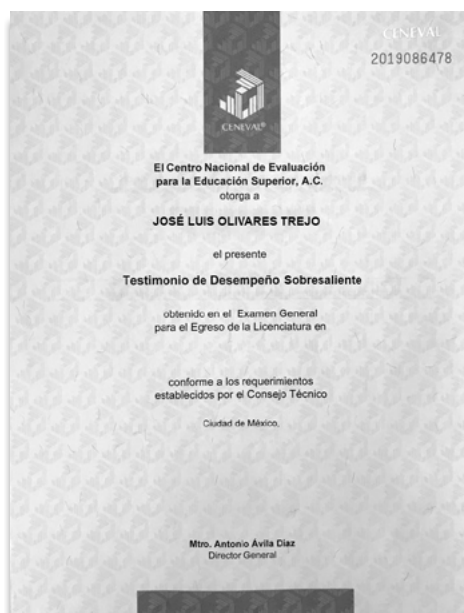 CENEVAL
2019086478
CENEVAL®
El Centro Nacional de Evaluación
para la Educación Superior, A.C.
otorga a
JOSÉ LUIS OLIVARES TREJO
el presente
Testimonio de Desempeño Sobresaliente
obtenido en el Examen General
para el Egreso de la Licenciatura en
conforme a los requerimientos
establecidos por el Consejo Técnico
Ciudad de México,
Mtro. Antonio Ávila Díaz
Director General